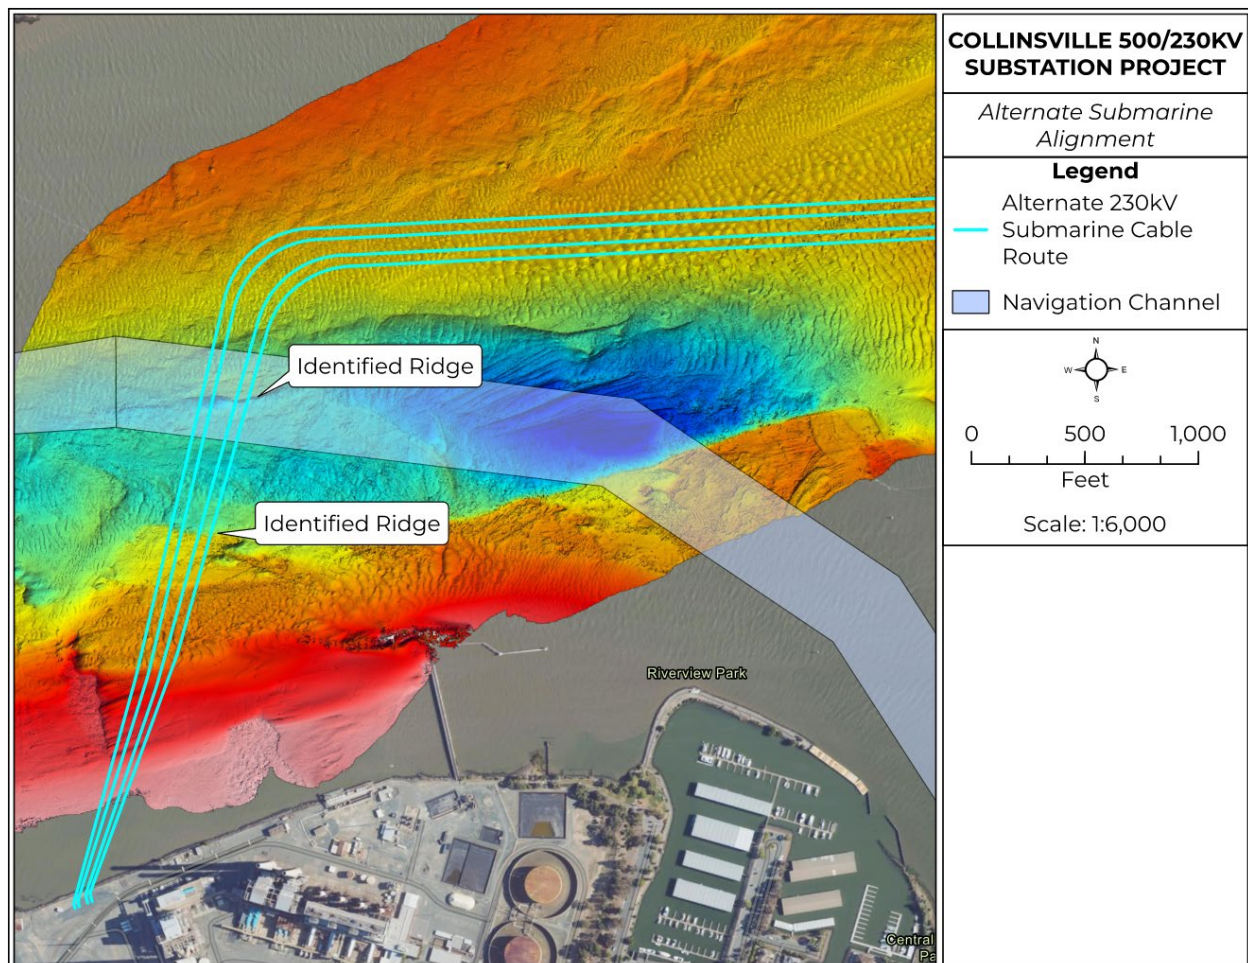 COLLINSVILLE 500/230KV
SUBSTATION PROJECT
Alternate Submarine
Alignment
Legend
Alternate 230kV
Submarine Cable
Route
Navigation Channel
N
W E
S
0 500 1,000
Feet
Scale: 1:6,000
Identified Ridge
Identified Ridge
Riverview Park
Central
Pa